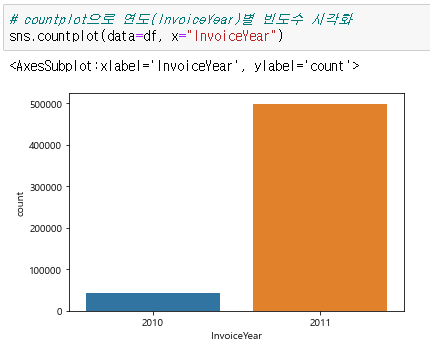 # countplot으로 연도(InvoiceYear)별 빈도수 시각화
sns.countplot(data=df, x="InvoiceYear")
<AxesSubplot:xlabel='InvoiceYear', ylabel='count'>
500000
400000
300000
200000
100000
0
count
2010 2011
InvoiceYear